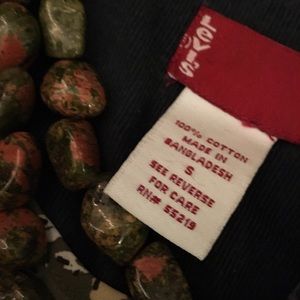 LEVI'S
®
100% COTTON
MADE IN
BANGLADESH
S
SEE REVERSE
FOR CARE
RN# 55219